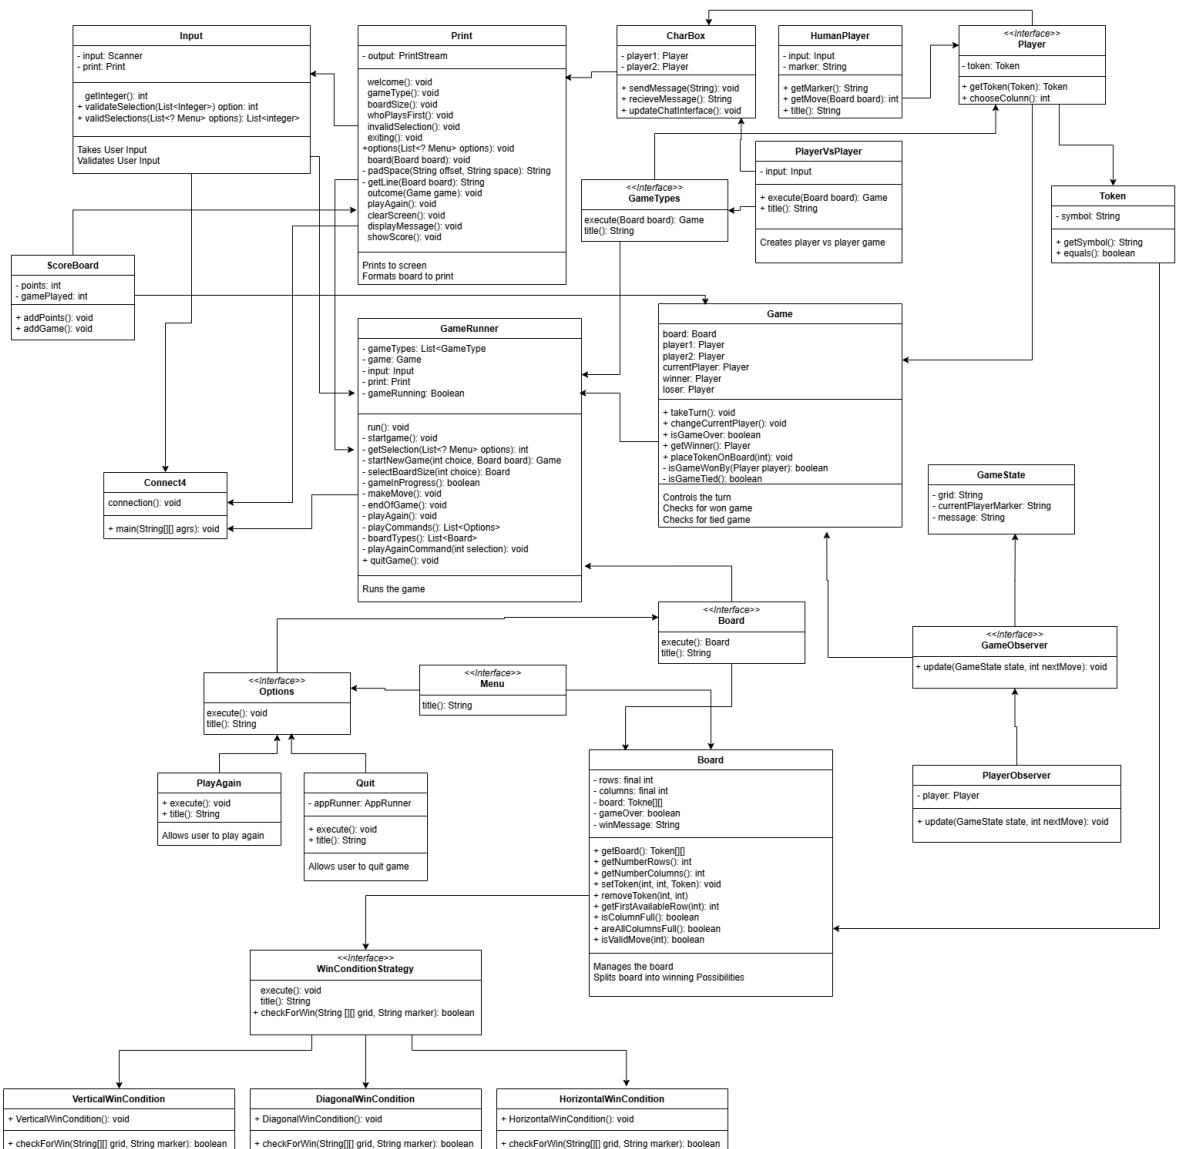 Input
- input: Scanner
- print: Print
getInteger(): int
+ validateSelection(List<Integer>) option: int
+ validSelections(List<? Menu> options): List<integer>
Takes User Input
Validates User Input
Print
- output: PrintStream
welcome(): void
gameType(): void
boardSize(): void
whoPlaysFirst(): void
invalidSelection(): void
exiting(): void
+options(List<? Menu> options): void
board(Board board): void
- padSpace(String offset, String space): String
- getLine(Board board): String
outcome(Game game): void
playAgain(): void
clearScreen(): void
displayMessage(): void
showScore(): void
Prints to screen
Formats board to print
CharBox
- player1: Player
- player2: Player
+ sendMessage(String): void
+ recieveMessage(): String
+ updateChatInterface(): void
HumanPlayer
- input: Input
- marker: String
+ getMarker(): String
+ getMove(Board board): int
+ title(): String
<<Interface>>
Player
- token: Token
+ getToken(Token): Token
+ chooseColunn(): int
PlayerVsPlayer
- input: Input
+ execute(Board board): Game
+ title(): String
Creates player vs player game
<<Interface>>
GameTypes
execute(Board board): Game
title(): String
Token
- symbol: String
+ getSymbol(): String
+ equals(): boolean
ScoreBoard
- points: int
- gamePlayed: int
+ addPoints(): void
+ addGame(): void
GameRunner
- gameTypes: List<GameType
- game: Game
- input: Input
- print: Print
- gameRunning: Boolean
run(): void
- startgame(): void
- getSelection(List<? Menu> options): int
- startNewGame(int choice, Board board): Game
- selectBoardSize(int choice): Board
- gameInProgress(): boolean
- makeMove(): void
- endOfGame(): void
- playAgain(): void
- playCommands(): List<Options>
- boardTypes(): List<Board>
- playAgainCommand(int selection): void
+ quitGame(): void
Runs the game
Game
board: Board
player1: Player
player2: Player
currentPlayer: Player
winner: Player
loser: Player
+ takeTurn(): void
+ changeCurrentPlayer(): void
+ isGameOver: boolean
+ getWinner(): Player
+ placeTokenOnBoard(int): void
- isGameWonBy(Player player): boolean
- isGameTied(): boolean
Controls the turn
Checks for won game
Checks for tied game
Connect4
connection(): void
+ main(String[][] agrs): void
GameState
- grid: String
- currentPlayerMarker: String
- message: String
<<Interface>>
Board
execute(): Board
title(): String
<<Interface>>
GameObserver
+ update(GameState state, int nextMove): void
<<Interface>>
Options
execute(): void
title(): String
<<Interface>>
Menu
title(): String
PlayAgain
+ execute(): void
+ title(): String
Allows user to play again
Quit
- appRunner: AppRunner
+ execute(): void
+ title(): String
Allows user to quit game
Board
- rows: final int
- columns: final int
- board: Tokne[][]
- gameOver: boolean
- winMessage: String
+ getBoard(): Token[][]
+ getNumberRows(): int
+ getNumberColumns(): int
+ setToken(int, int, Token): void
+ removeToken(int, int)
+ getFirstAvailableRow(int): int
+ isColumnFull(): boolean
+ areAllColumnsFull(): boolean
+ isValidMove(int): boolean
Manages the board
Splits board into winning Possibilities
PlayerObserver
- player: Player
+ update(GameState state, int nextMove): void
<<Interface>>
WinConditionStrategy
execute(): void
title(): String
+ checkForWin(String [][] grid, String marker): boolean
VerticalWinCondition
+ VerticalWinCondition(): void
+ checkForWin(String[][] grid, String marker): boolean
DiagonalWinCondition
+ DiagonalWinCondition(): void
+ checkForWin(String[][] grid, String marker): boolean
HorizontalWinCondition
+ HorizontalWinCondition(): void
+ checkForWin(String[][] grid, String marker): boolean